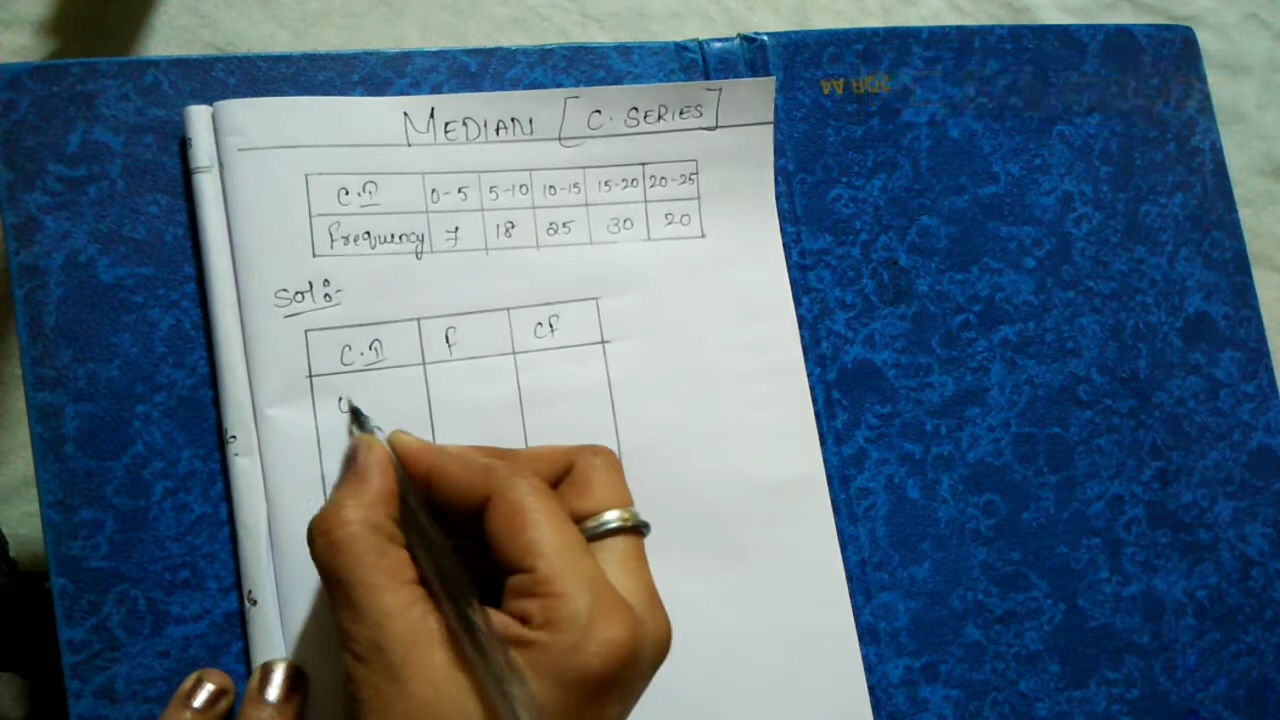 MEDIAN [C. SERIES]
C.I 0-5 5-10 10-15 15-20 20-25
frequency 7 18 25 30 20
Sol:-
C.I f cf